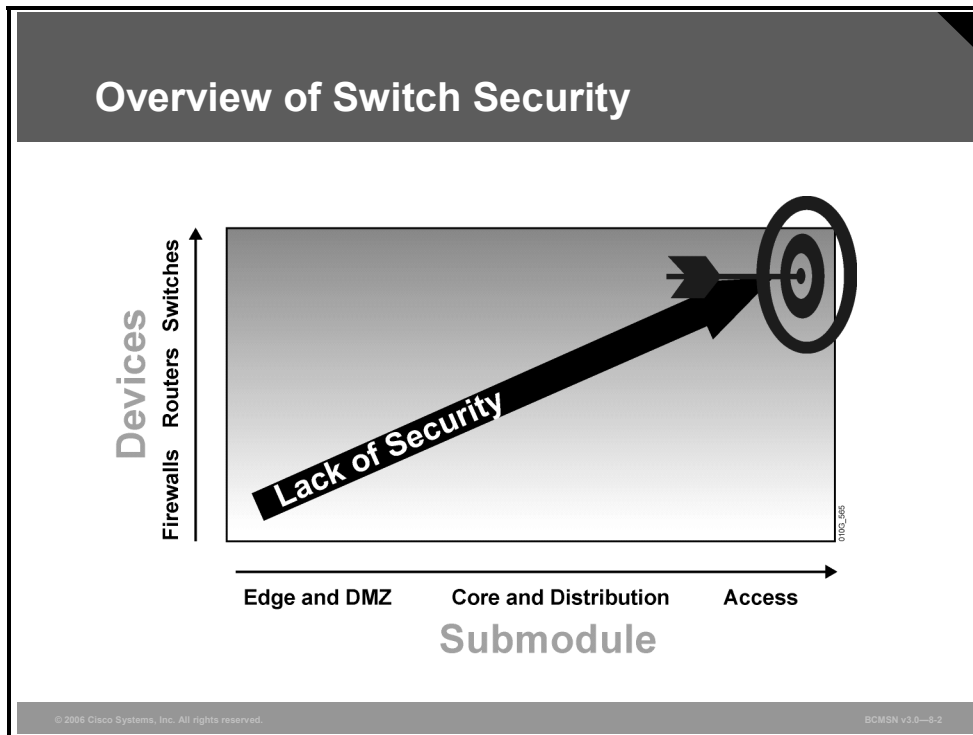 Overview of Switch Security
Devices
Firewalls Routers Switches
Lack of Security
010G_565
Edge and DMZ Core and Distribution Access
Submodule
© 2006 Cisco Systems, Inc. All rights reserved. BCMSN v3.0—8-2